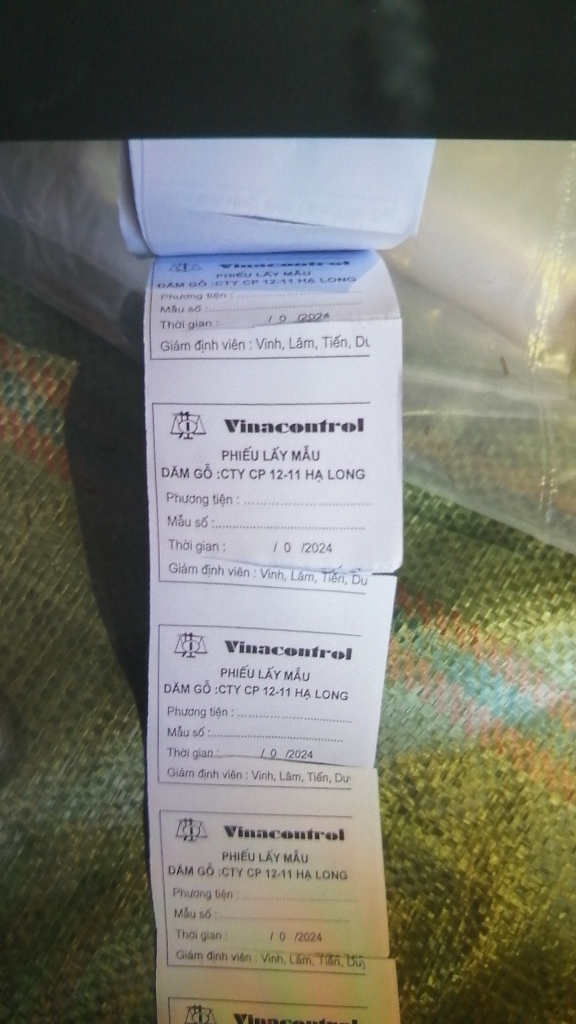 Vinacontrol
PHIẾU LẤY MẪU
DĂM GỖ :CTY CP 12-11 HẠ LONG
Phương tiện : ........................
Mẫu số :........................
Thời gian : / 0 /2024
Giám định viên : Vinh, Lâm, Tiến,
Vinacontrol
PHIẾU LẤY MẪU
DĂM GỖ :CTY CP 12-11 HẠ LONG
Phương tiện : ........................
Mẫu số :........................
Thời gian : / 0 /2024
Giám định viên : Vinh, Lâm, Tiến, Du
Vinacontrol
PHIẾU LẤY MẪU
DĂM GỖ :CTY CP 12-11 HẠ LONG
Phương tiện : ........................
Mẫu số :........................
Thời gian : / 0 /2024
Giám định viên : Vinh, Lâm, Tiến, Du
Vinacontrol
PHIẾU LẤY MẪU
DĂM GỖ :CTY CP 12-11 HẠ LONG
Phương tiện : ........................
Mẫu số :........................
Thời gian : / 0 /2024
Giám định viên : Vinh, Lâm, Tiến,
Vinacontrol